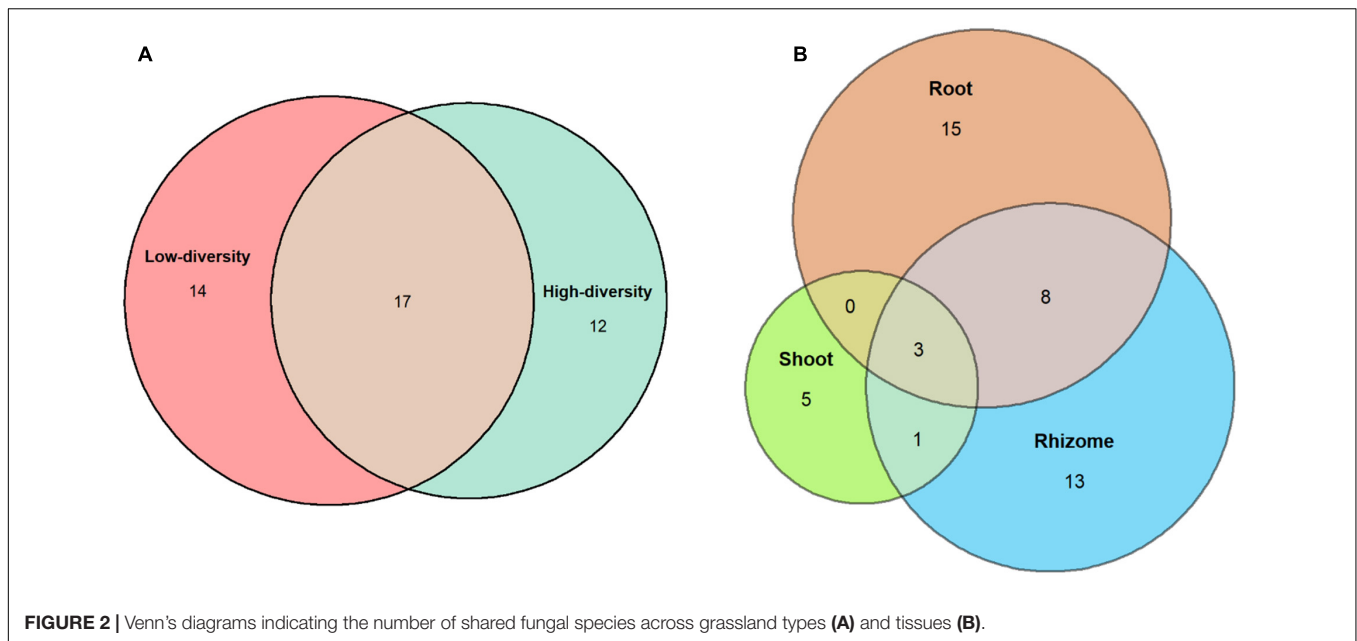 A
Low-diversity
14
17
High-diversity
12
B
Root
15
0
8
3
Shoot
5
1
Rhizome
13
FIGURE 2 | Venn's diagrams indicating the number of shared fungal species across grassland types (A) and tissues (B).